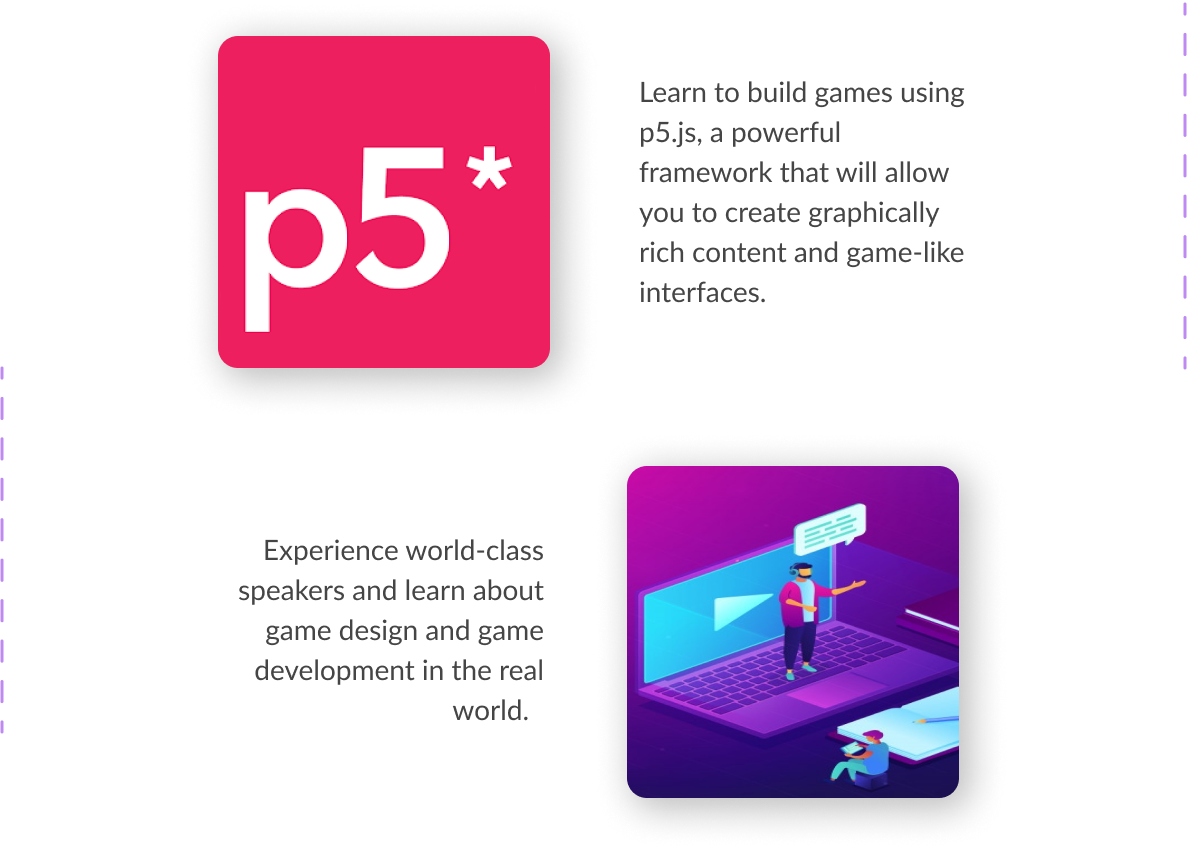 p5*
Learn to build games using
p5.js, a powerful
framework that will allow
you to create graphically
rich content and game-like
interfaces.
Experience world-class
speakers and learn about
game design and game
development in the real
world.